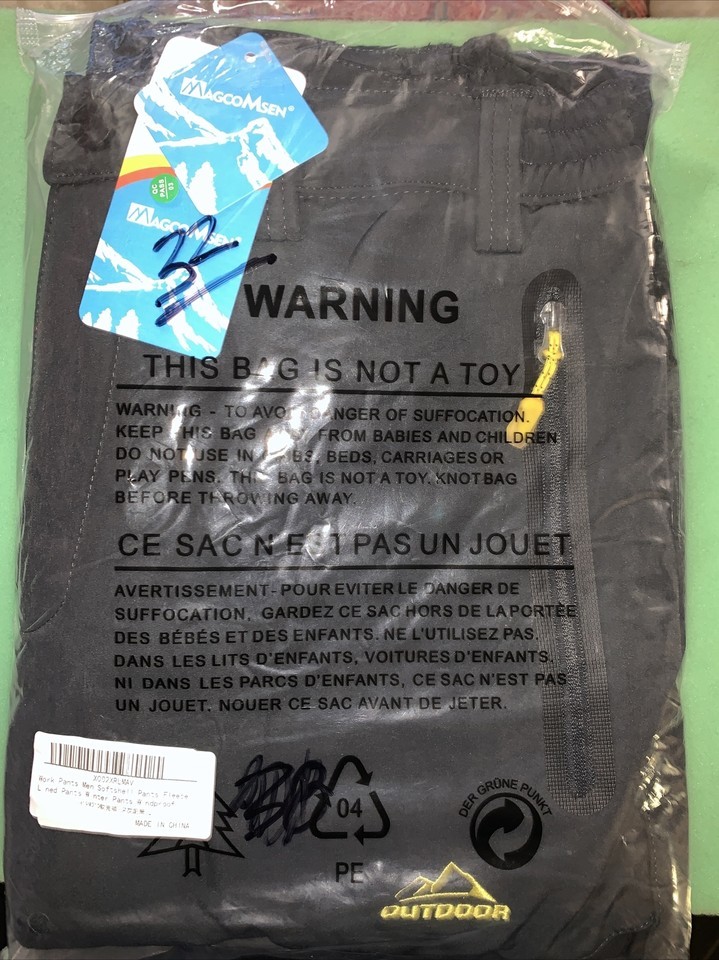 MAGCOMSEN®
QC
PASS
03
MAGCOMSEN®
22
WARNING
THIS BAG IS NOT A TOY
WARNING - TO AVOID DANGER OF SUFFOCATION.
KEEP THIS BAG AWAY FROM BABIES AND CHILDREN
DO NOT USE IN CRIBS, BEDS, CARRIAGES OR
PLAY PENS. THIS BAG IS NOT A TOY. KNOT BAG
BEFORE THROWING AWAY.
CE SAC N'EST PAS UN JOUET
AVERTISSEMENT-POUR EVITER LE DANGER DE
SUFFOCATION, GARDEZ CE SAC HORS DE LA PORTÉE
DES BÉBÉS ET DES ENFANTS. NE L'UTILISEZ PAS.
DANS LES LITS D'ENFANTS, VOITURES D'ENFANTS.
NI DANS LES PARCS D'ENFANTS, CE SAC N'EST PAS
UN JOUET. NOUER CE SAC AVANT DE JETER.
Work Pants Men Softshell Pants Fleece
Lined Pants Winter Pants Windproof
MADE IN CHINA
04
PE
DER GRÜNE PUNKT
OUTDOOR